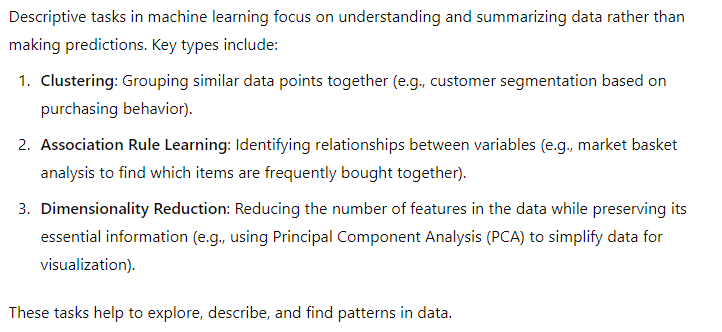 Descriptive tasks in machine learning focus on understanding and summarizing data rather than
making predictions. Key types include:
1. Clustering: Grouping similar data points together (e.g., customer segmentation based on
purchasing behavior).
2. Association Rule Learning: Identifying relationships between variables (e.g., market basket
analysis to find which items are frequently bought together).
3. Dimensionality Reduction: Reducing the number of features in the data while preserving its
essential information (e.g., using Principal Component Analysis (PCA) to simplify data for
visualization).
These tasks help to explore, describe, and find patterns in data.